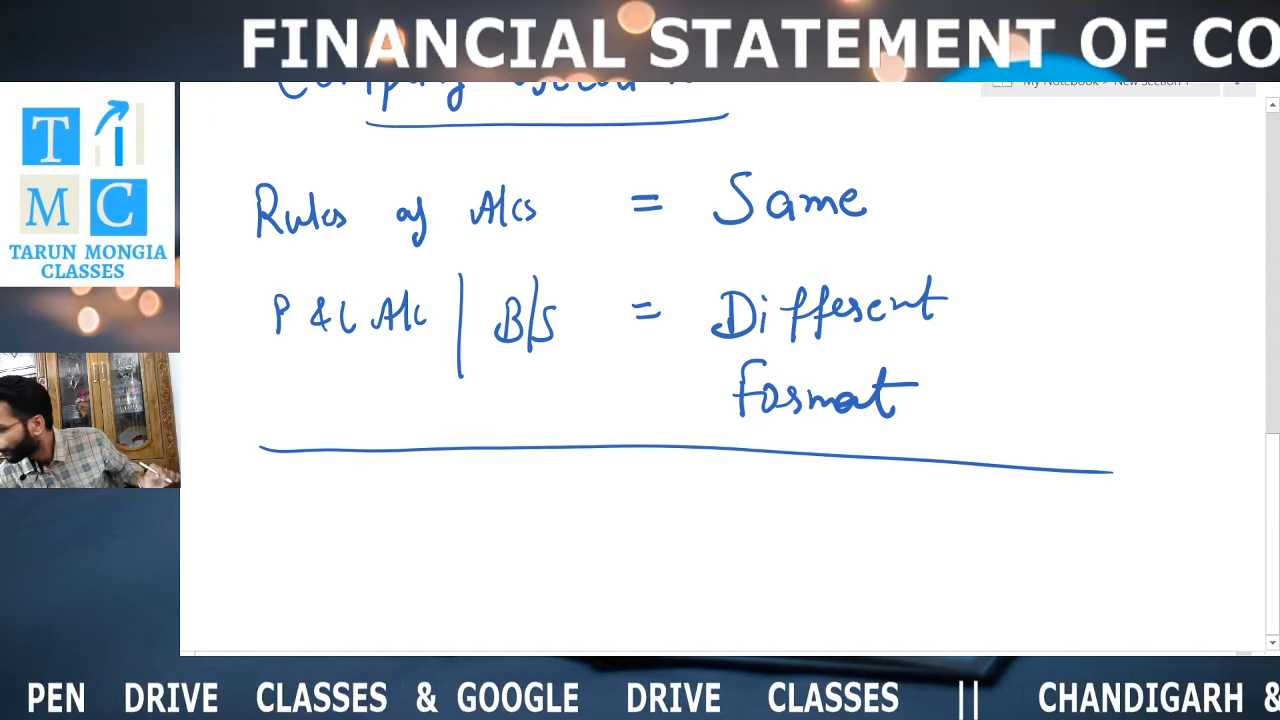 FINANCIAL STATEMENT OF CO
Company
Rules of A/cs = Same
P & L A/c | B/S = Different
format
T
M C
TARUN MONGIA
CLASSES
PEN DRIVE CLASSES & GOOGLE DRIVE CLASSES || CHANDIGARH &